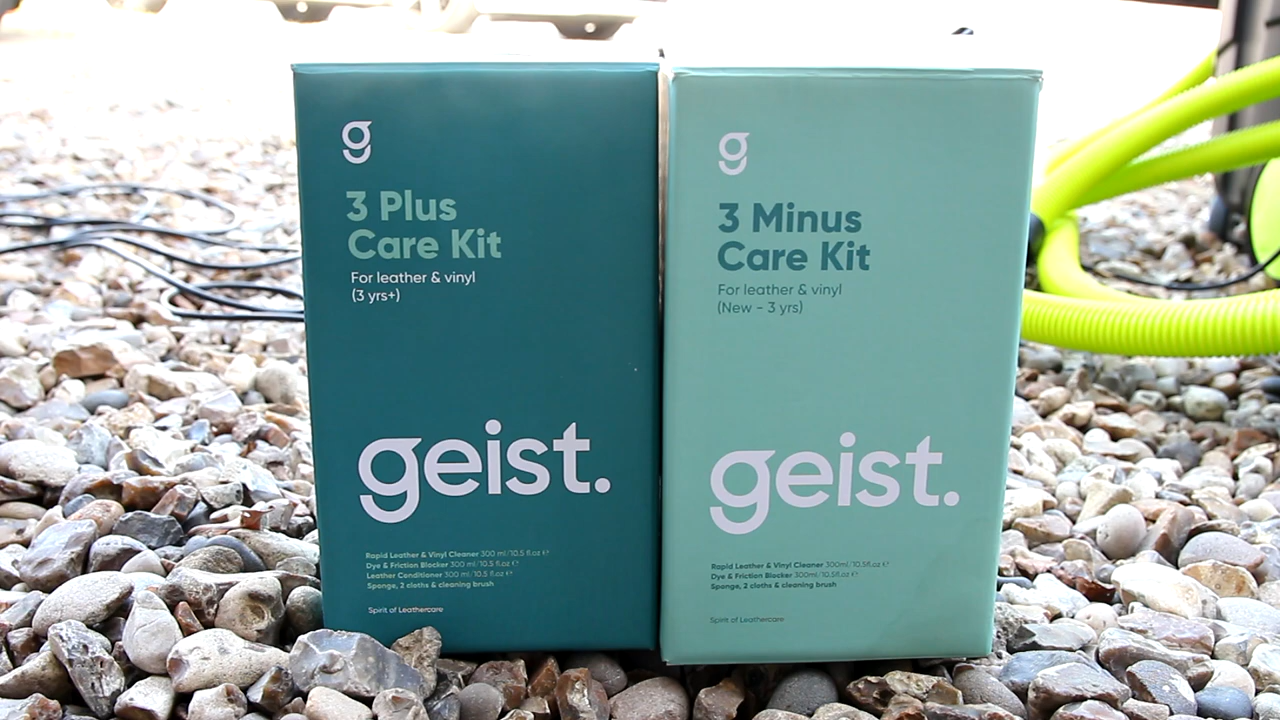 g
3 Plus
Care Kit
For leather & vinyl
(3 yrs+)
geist.
Rapid Leather & Vinyl Cleaner 300 ml/10.5 fl.oz ℮
Dye & Friction Blocker 300 ml/10.5 fl.oz ℮
Leather Conditioner 300 ml/10.5 fl.oz ℮
Sponge, 2 cloths & cleaning brush
Spirit of Leathercare
g
3 Minus
Care Kit
For leather & vinyl
(New - 3 yrs)
geist.
Rapid Leather & Vinyl Cleaner 300ml/10.5fl.oz ℮
Dye & Friction Blocker 300ml/10.5fl.oz ℮
Sponge, 2 cloths & cleaning brush
Spirit of Leathercare